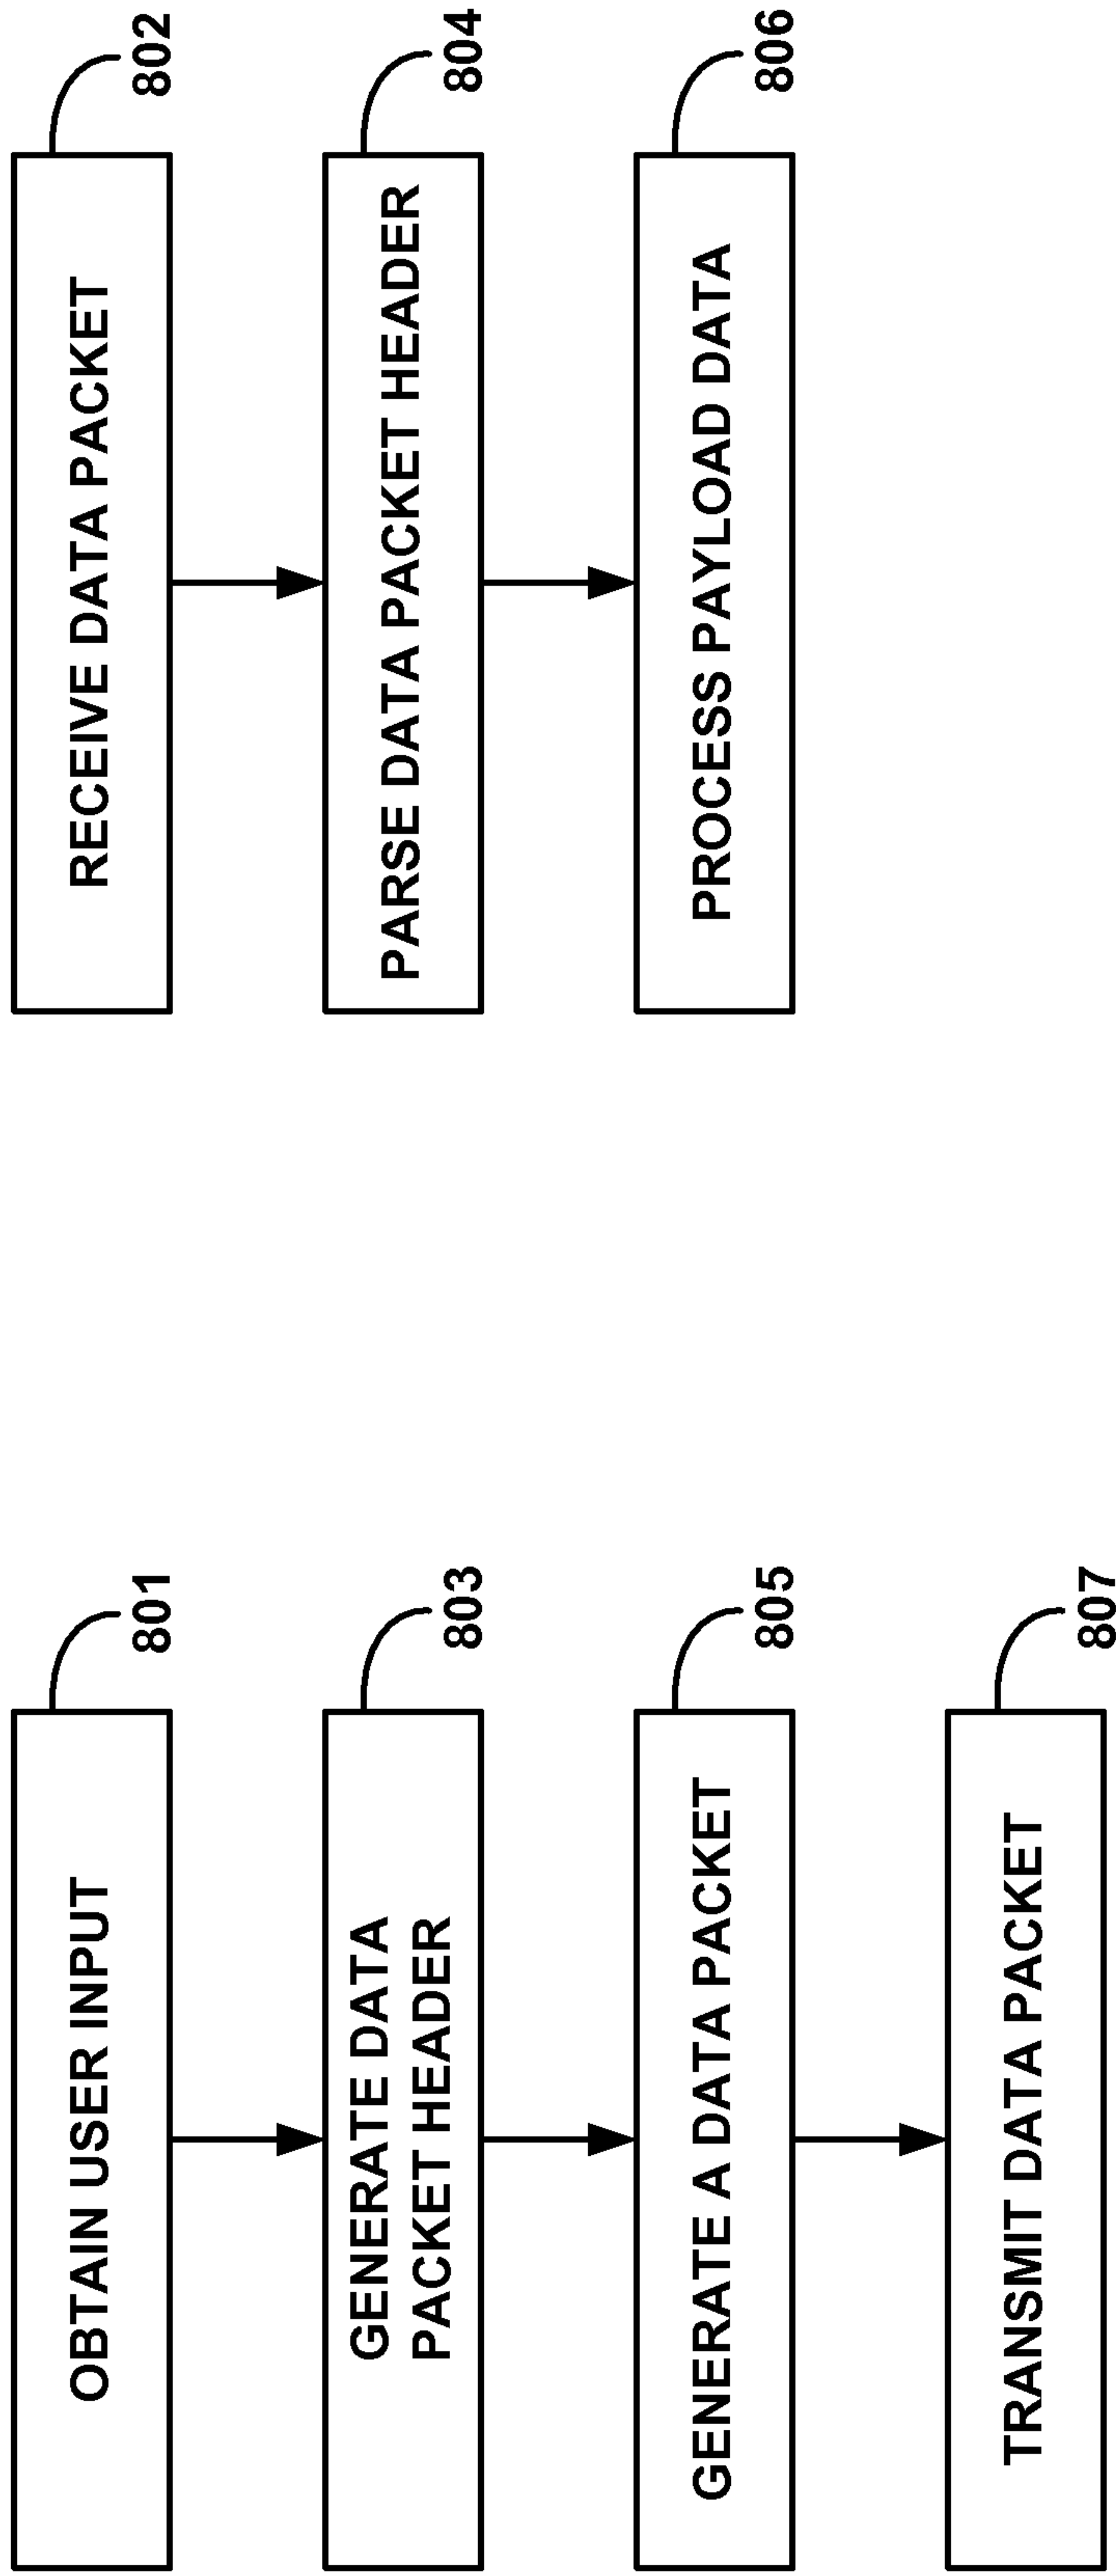 OBTAIN USER INPUT
801
GENERATE DATA
PACKET HEADER
803
GENERATE A DATA PACKET
805
TRANSMIT DATA PACKET
807
RECEIVE DATA PACKET
802
PARSE DATA PACKET HEADER
804
PROCESS PAYLOAD DATA
806